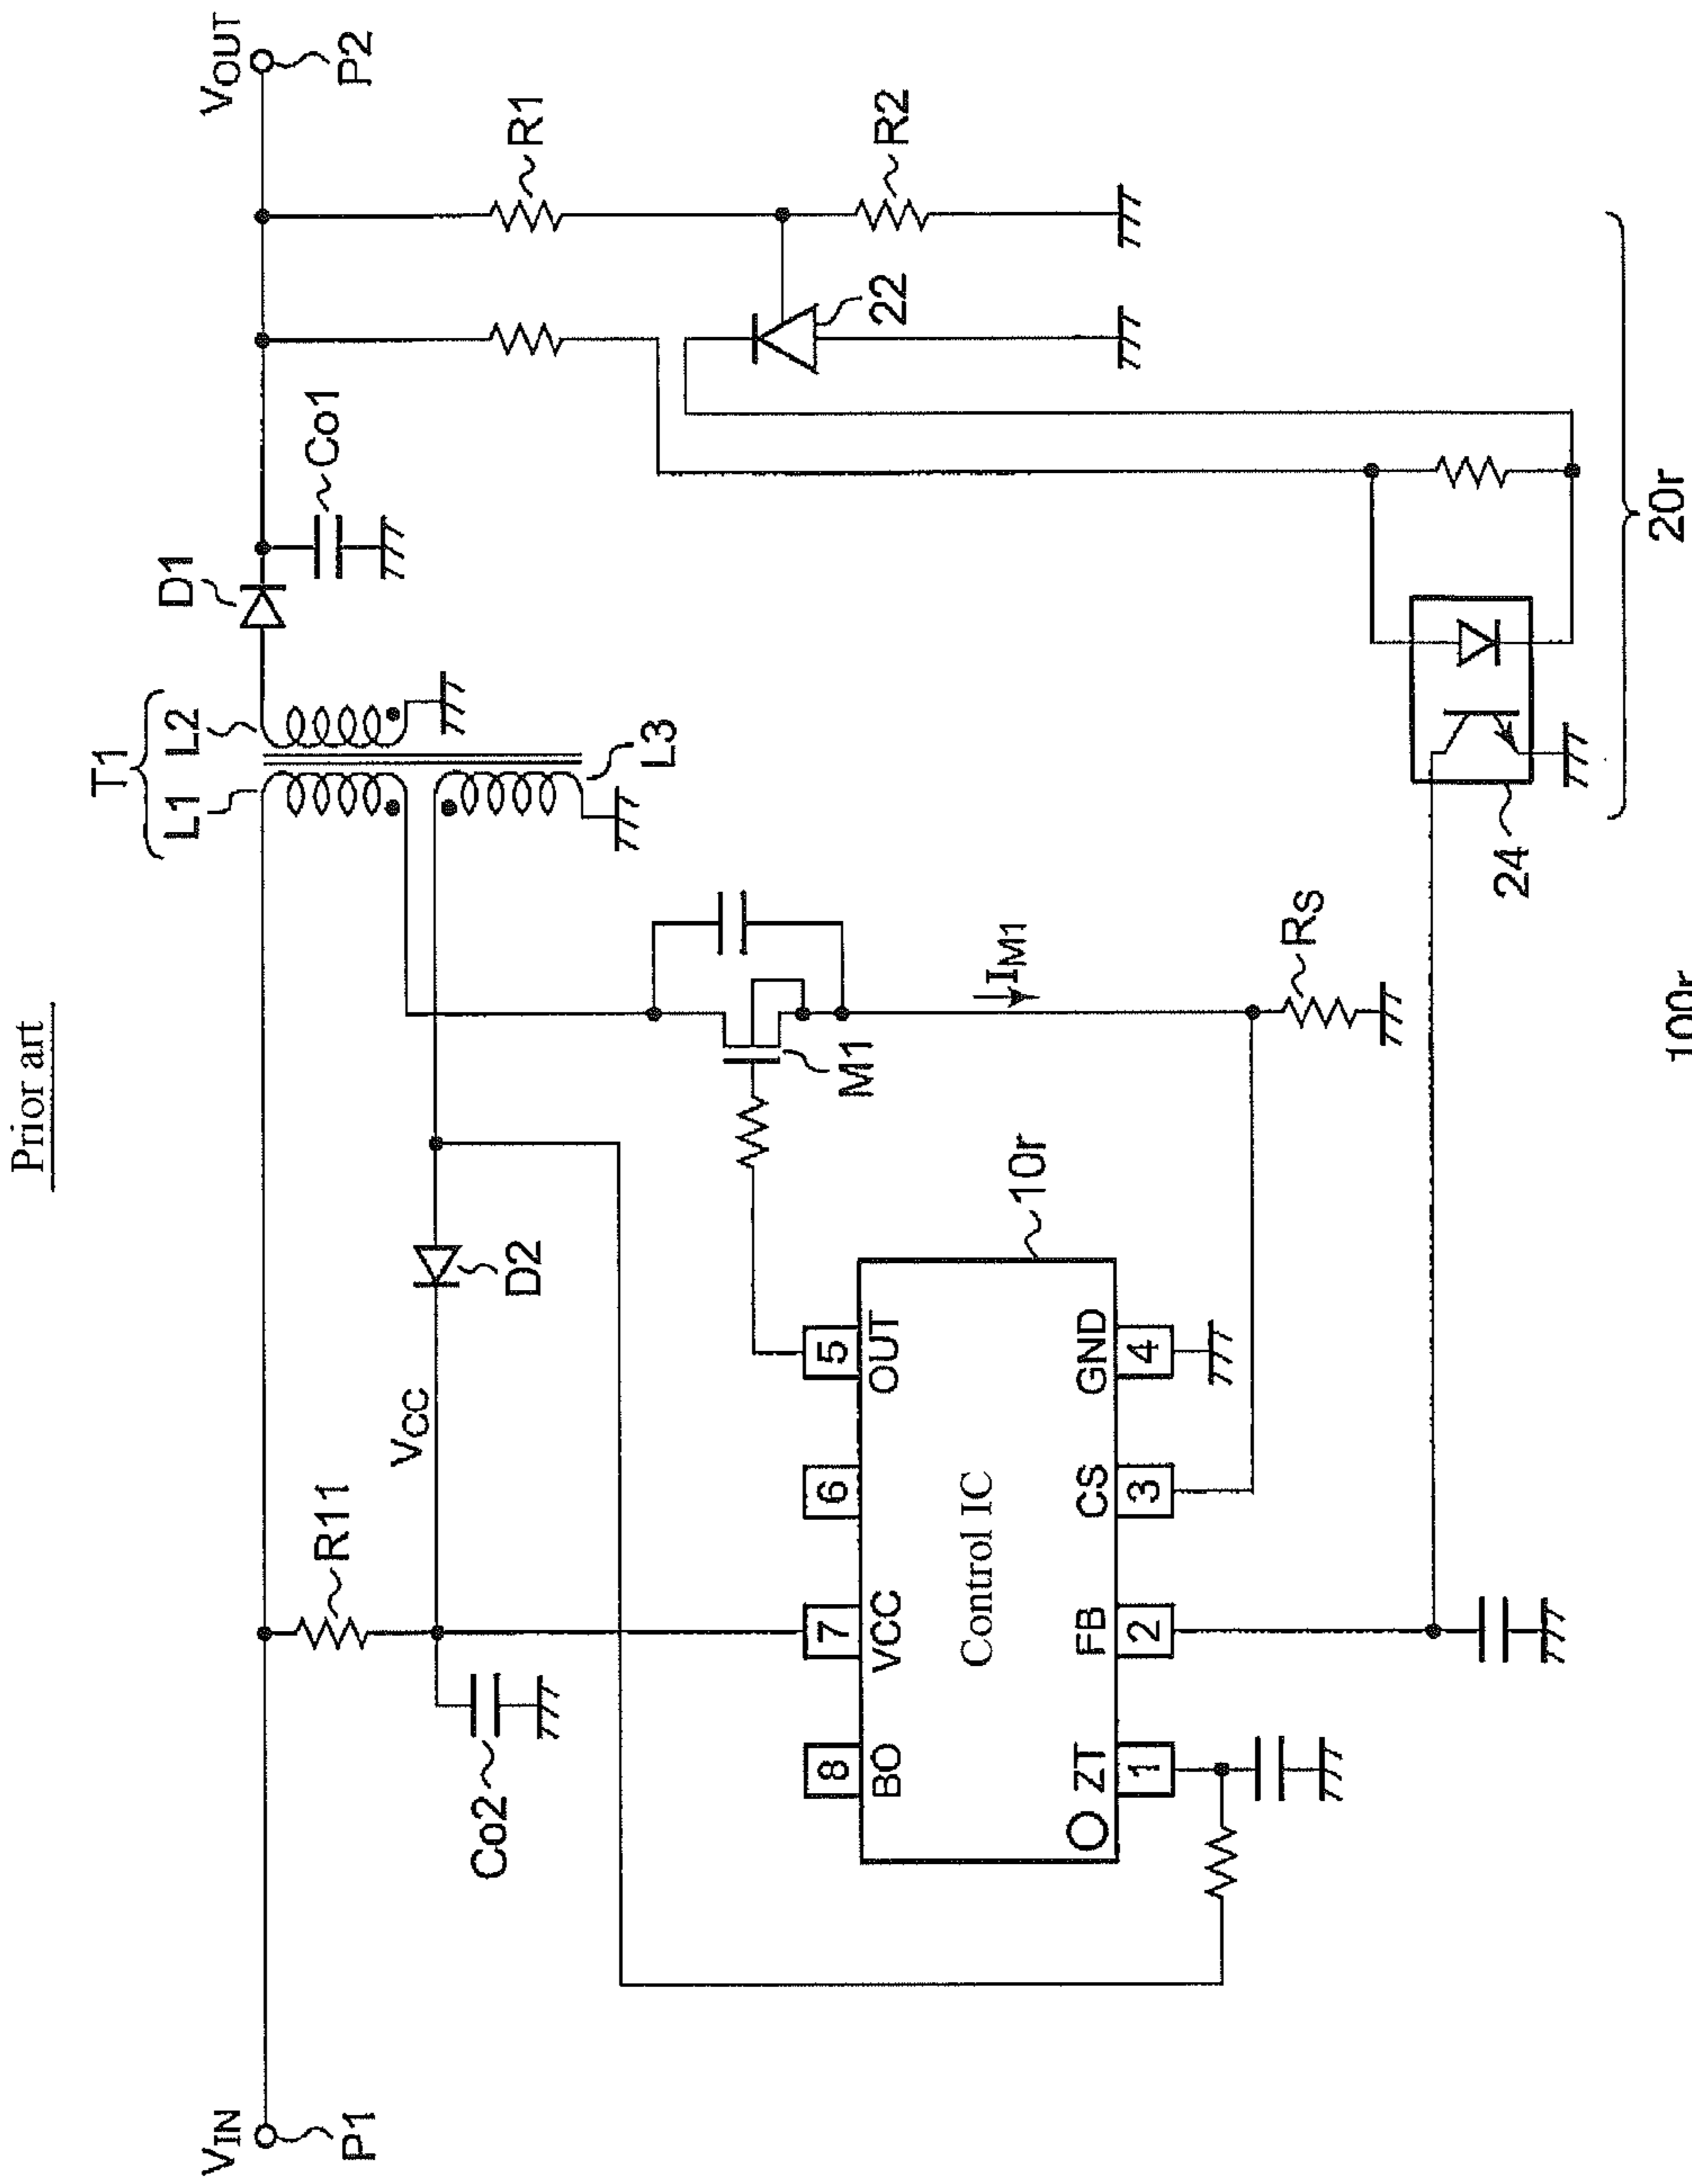 Prior art
VIN
P1
R11
VCC
Co2
D2
T1
L1
L2
L3
D1
Co1
VOUT
P2
R1
R2
22
M1
IM1
RS
10r
8
7
6
5
BO
VCC
OUT
Control IC
ZT
FB
CS
GND
1
2
3
4
24
20r
100r